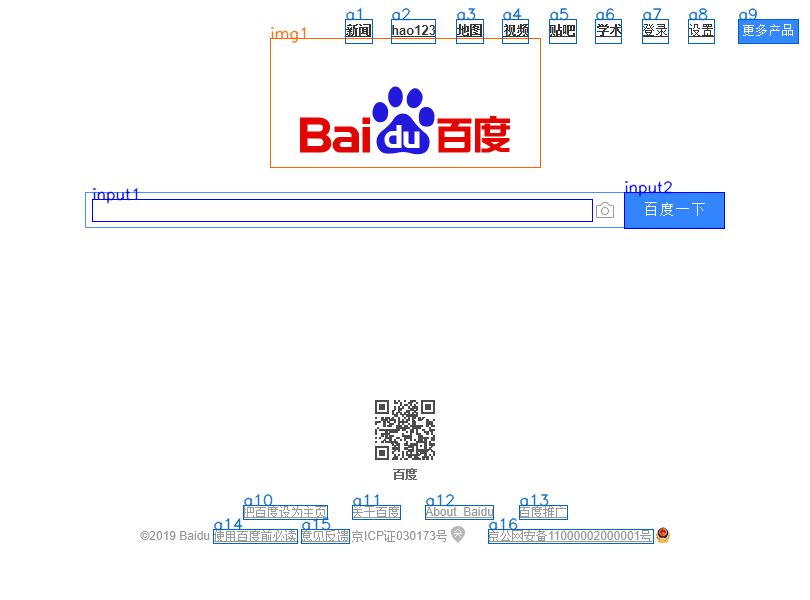 a1 a2 a3 a4 a5 a6 a7 a8 a9
新闻 hao123 地图 视频 贴吧 学术 登录 设置 更多产品
img1
Baidu百度
input1 input2
百度一下
百度
a10 a11 a12 a13
把百度设为主页 关于百度 About Baidu 百度推广
a14 a15 a16
©2019 Baidu 使用百度前必读 意见反馈 京ICP证030173号 京公网安备11000002000001号